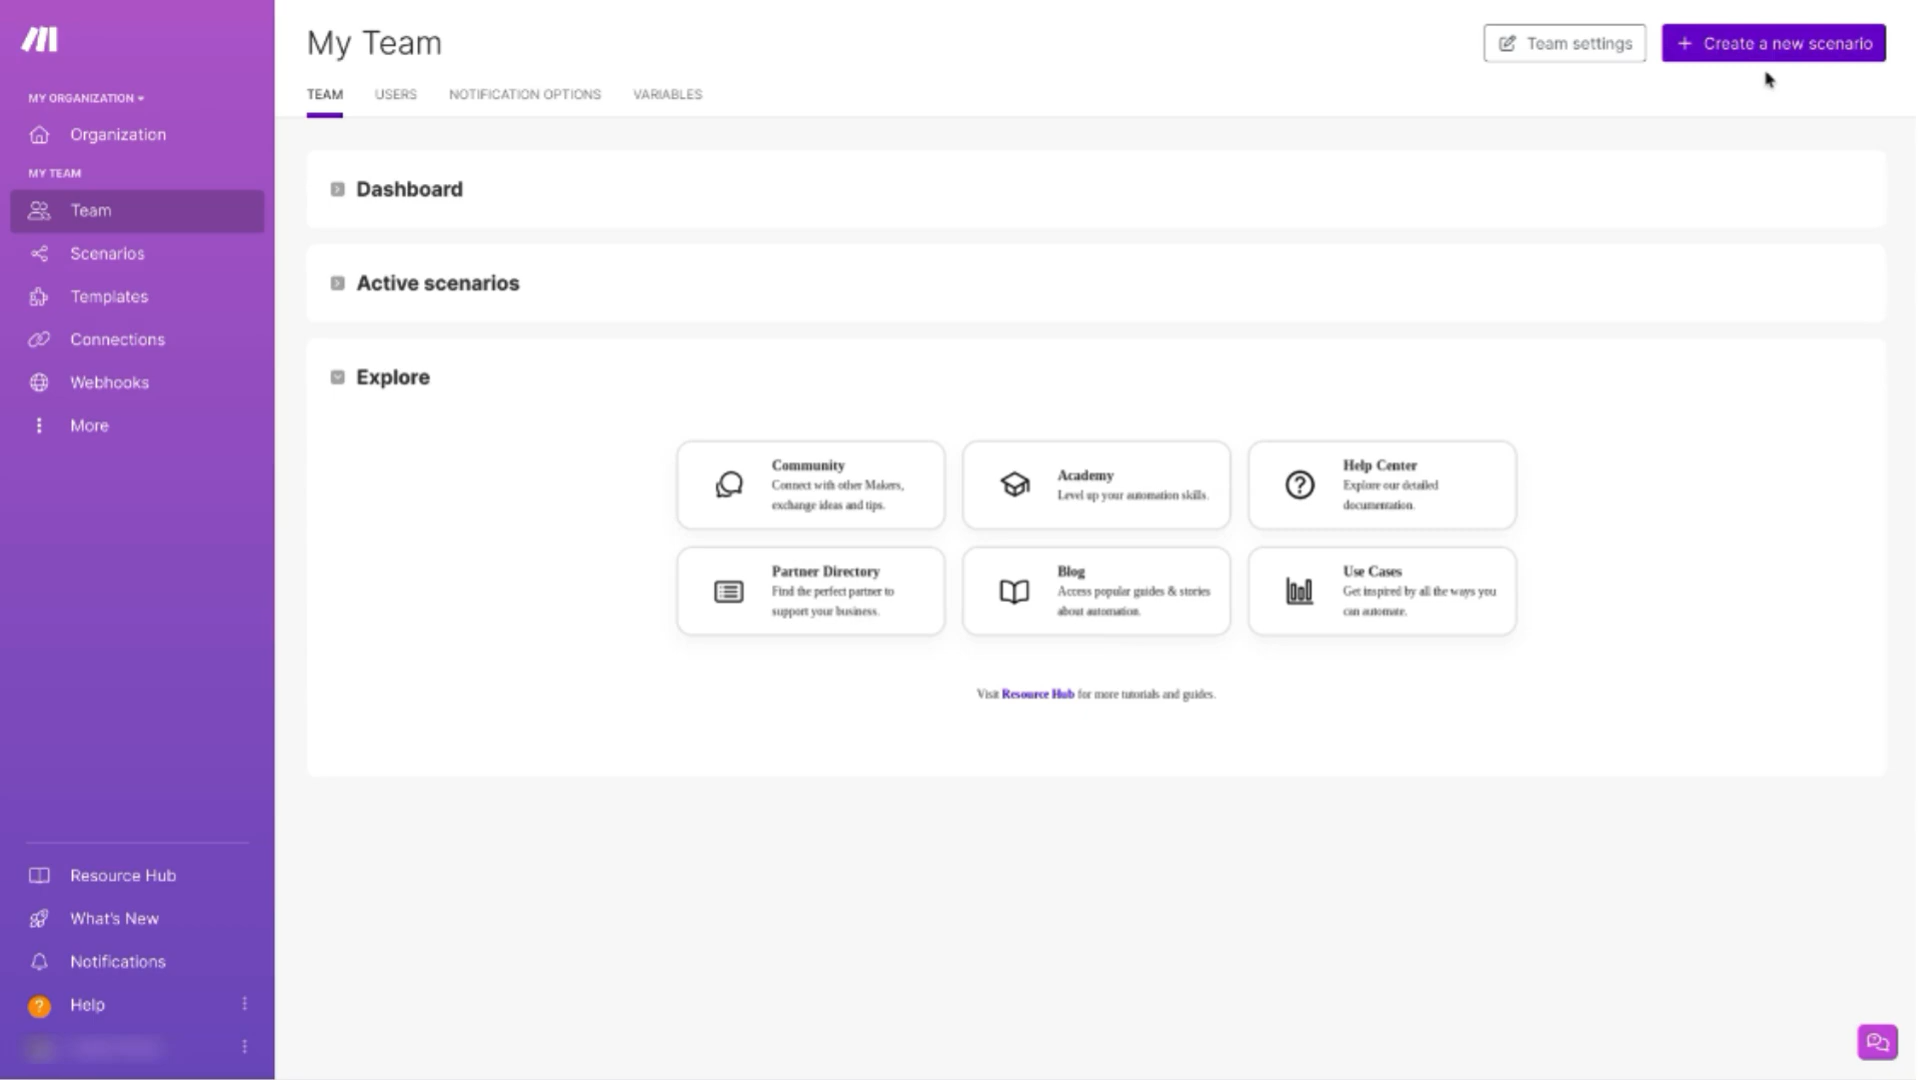 MY ORGANIZATION
Organization
MY TEAM
Team
Scenarios
Templates
Connections
Webhooks
More
Resource Hub
What's New
Notifications
Help
My Team
Team settings
+ Create a new scenario
TEAM
USERS
NOTIFICATION OPTIONS
VARIABLES
Dashboard
Active scenarios
Explore
Community
Connect with other Makers,
exchange ideas and tips.
Academy
Level up your automation skills.
Help Center
Explore our detailed
documentation.
Partner Directory
Find the perfect partner to
support your business.
Blog
Access popular guides & stories
about automation.
Use Cases
Get inspired by all the ways you
can automate.
Visit Resource Hub for more tutorials and guides.